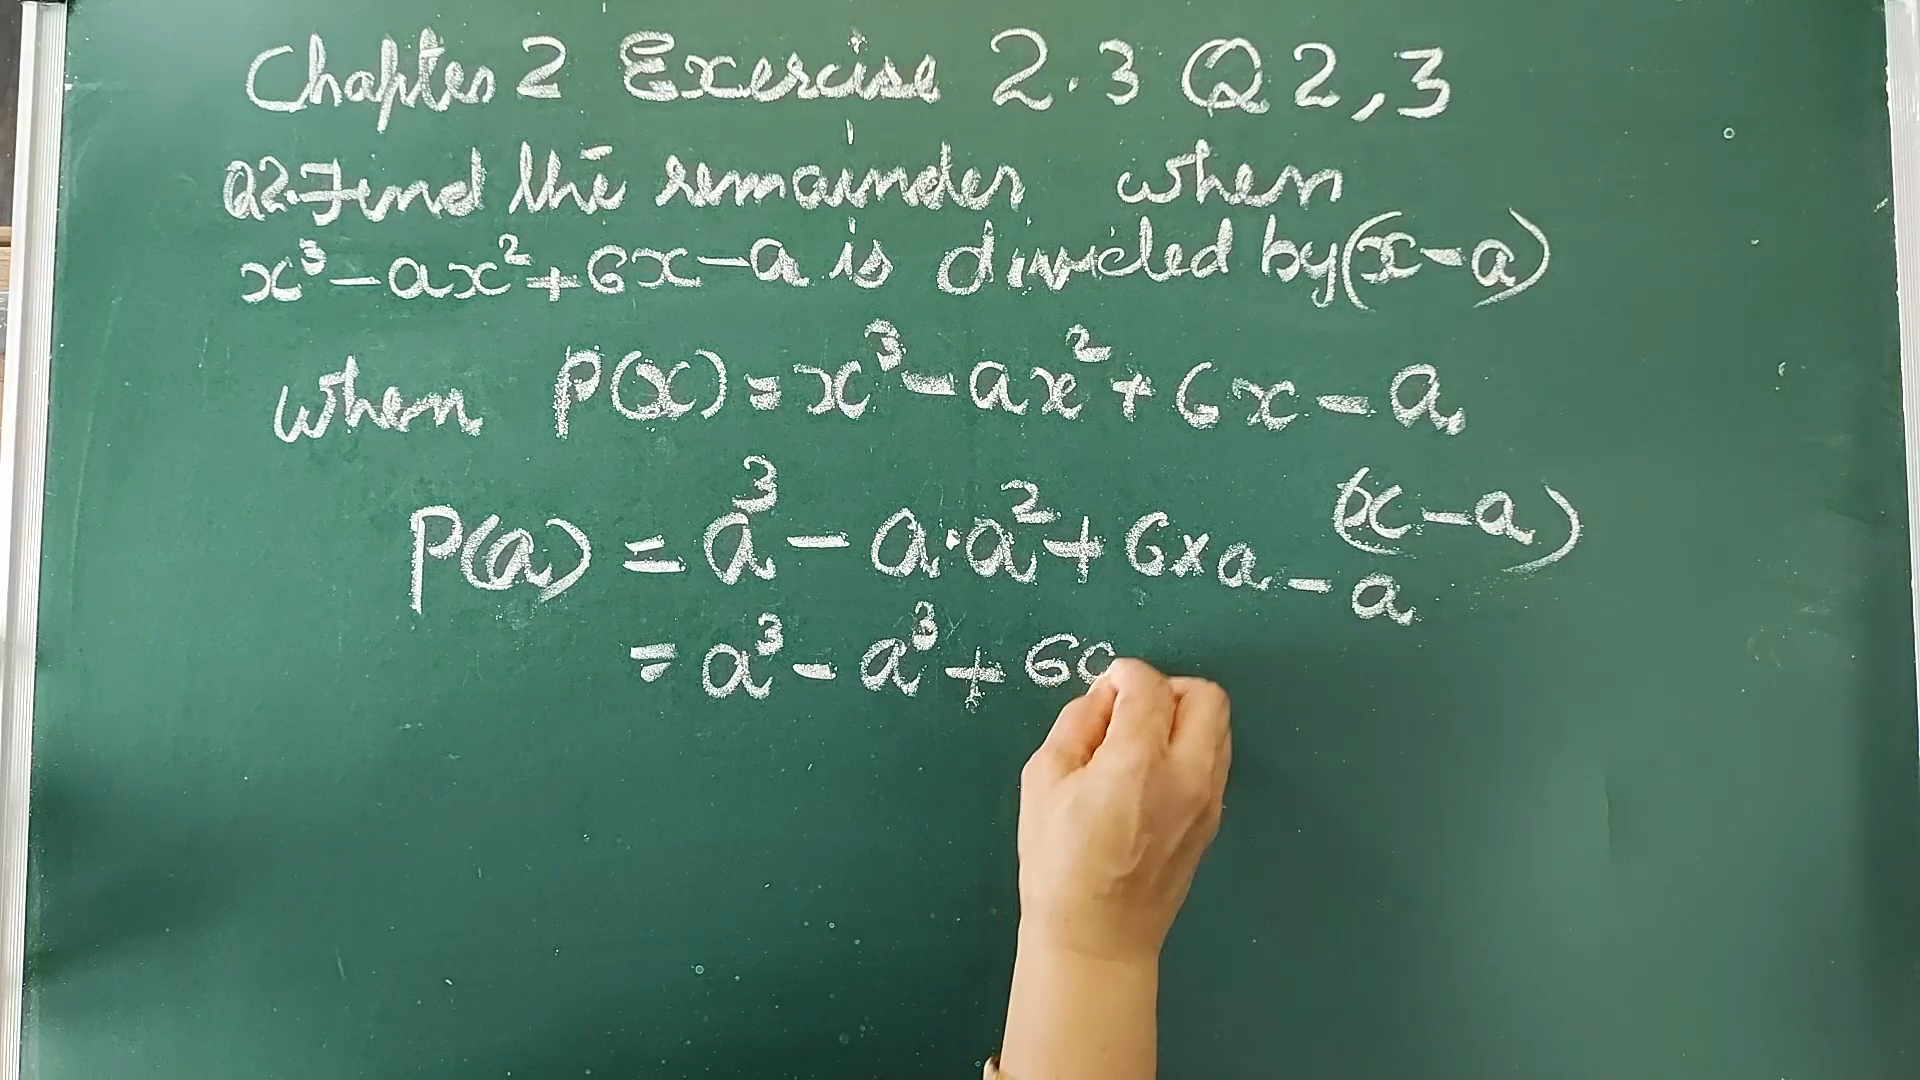 Chapter 2 Exercise 2.3 Q2,3
Q2. Find the remainder when
x³-ax²+6x-a is divided by (x-a)
when P(x) = x³-ax²+6x-a
(x-a)
P(a) = a³ - a·a² + 6×a - a
= a³ - a³ + 6a